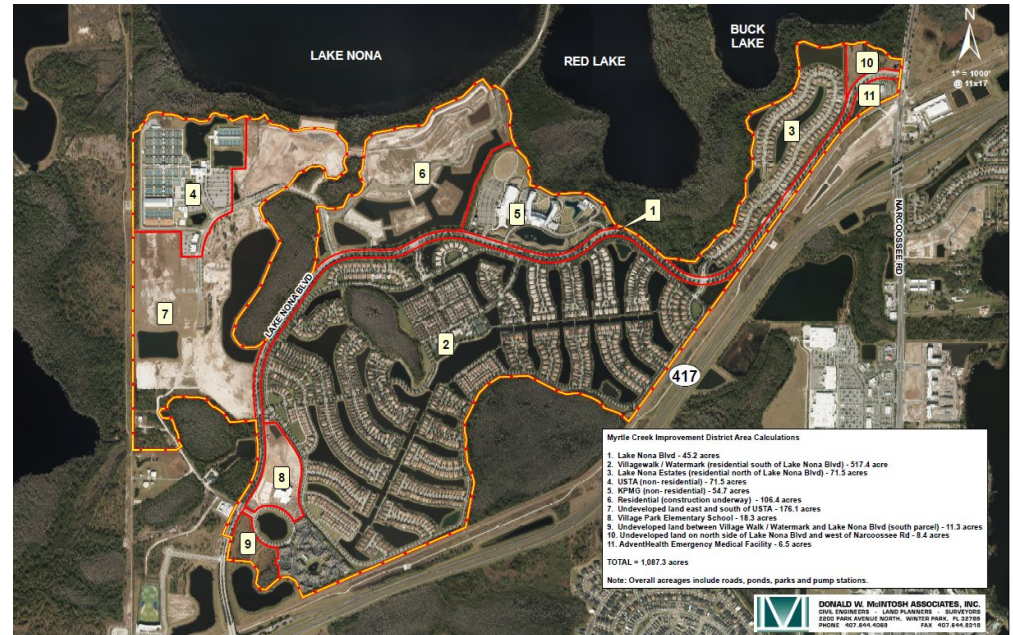 LAKE NONA
RED LAKE
BUCK
LAKE
N
1" = 1000'
@ 11x17
10
11
3
4
6
5
1
NARCOOSSEE RD
LAKE NONA BLVD
7
2
417
8
9
Myrtle Creek Improvement District Area Calculations
1. Lake Nona Blvd - 45.2 acres
2. Villagewalk / Watermark (residential south of Lake Nona Blvd) - 517.4 acre
3. Lake Nona Estates (residential north of Lake Nona Blvd) - 71.5 acres
4. USTA (non- residential) - 71.5 acres
5. KPMG (non- residential) - 54.7 acres
6. Residential (construction underway) - 106.4 acres
7. Undeveloped land east and south of USTA - 176.1 acres
8. Village Park Elementary School - 18.3 acres
9. Undeveloped land between Village Walk / Watermark and Lake Nona Blvd (south parcel) - 11.3 acres
10. Undeveloped land on north side of Lake Nona Blvd and west of Narcoossee Rd - 8.4 acres
11. AdventHealth Emergency Medical Facility - 6.5 acres
TOTAL = 1,087.3 acres
Note: Overall acreages include roads, ponds, parks and pump stations.
DONALD W. McINTOSH ASSOCIATES, INC.
CIVIL ENGINEERS · LAND PLANNERS · SURVEYORS
2200 PARK AVENUE NORTH, WINTER PARK, FL 32789
PHONE 407.644.4068 FAX 407.644.8318